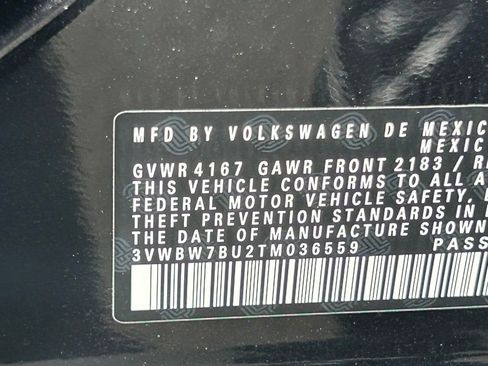 MFD BY VOLKSWAGEN DE MEXIC
MEXIC
GVWR 4167 GAWR FRONT 2183 / R
THIS VEHICLE CONFORMS TO ALL A
FEDERAL MOTOR VEHICLE SAFETY,
THEFT PREVENTION STANDARDS IN
THE DATE OF MANUFACTURE SHOWN
3VWBW7BU2TM036559 PASS